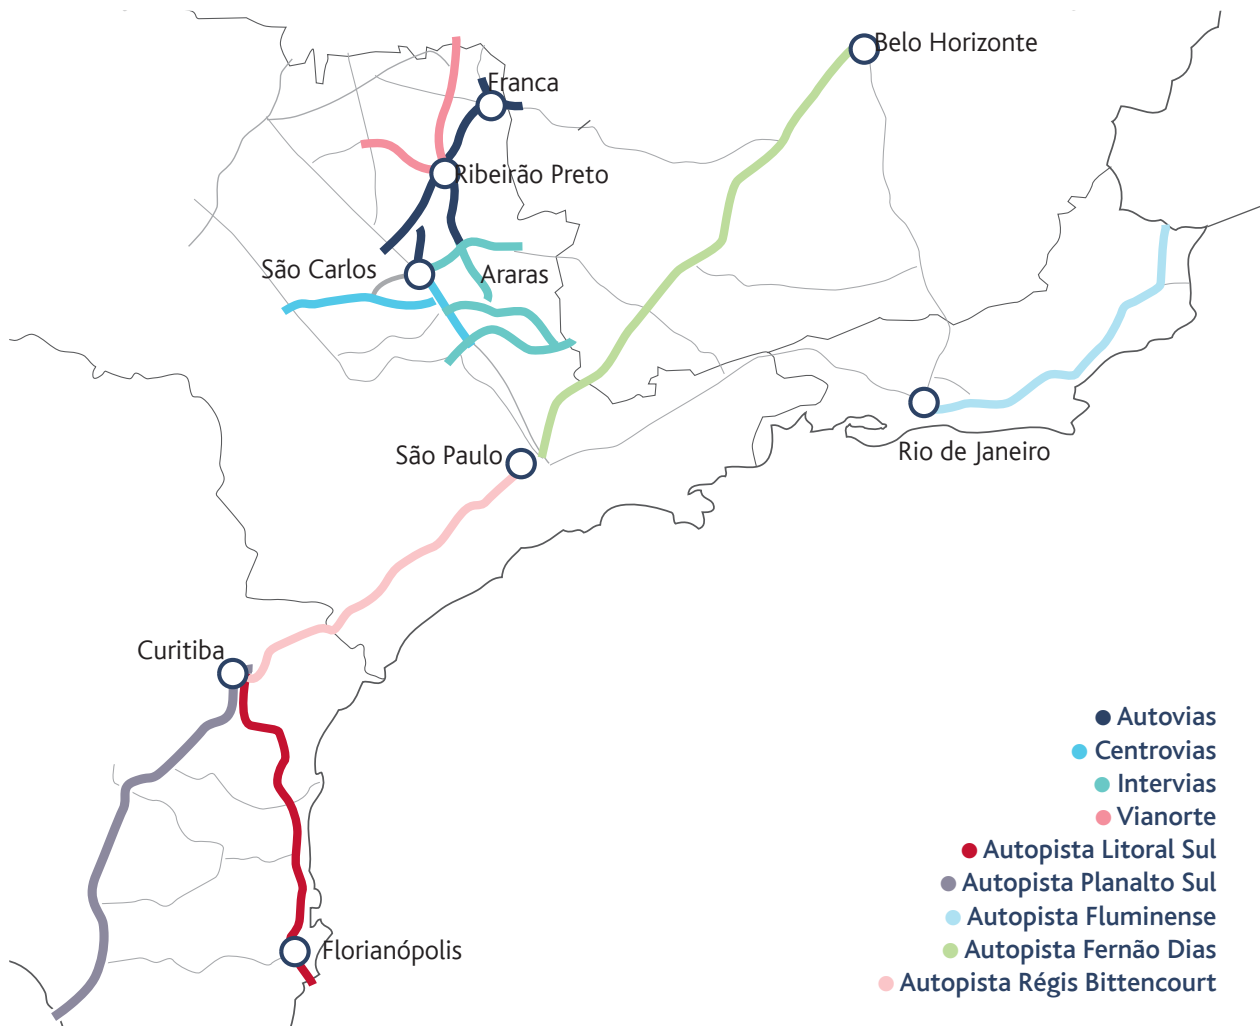 Belo Horizonte
Franca
Ribeirão Preto
São Carlos
Araras
São Paulo
Rio de Janeiro
Curitiba
Florianópolis
Autovias
Centrovias
Intervias
Vianorte
Autopista Litoral Sul
Autopista Planalto Sul
Autopista Fluminense
Autopista Fernão Dias
Autopista Régis Bittencourt